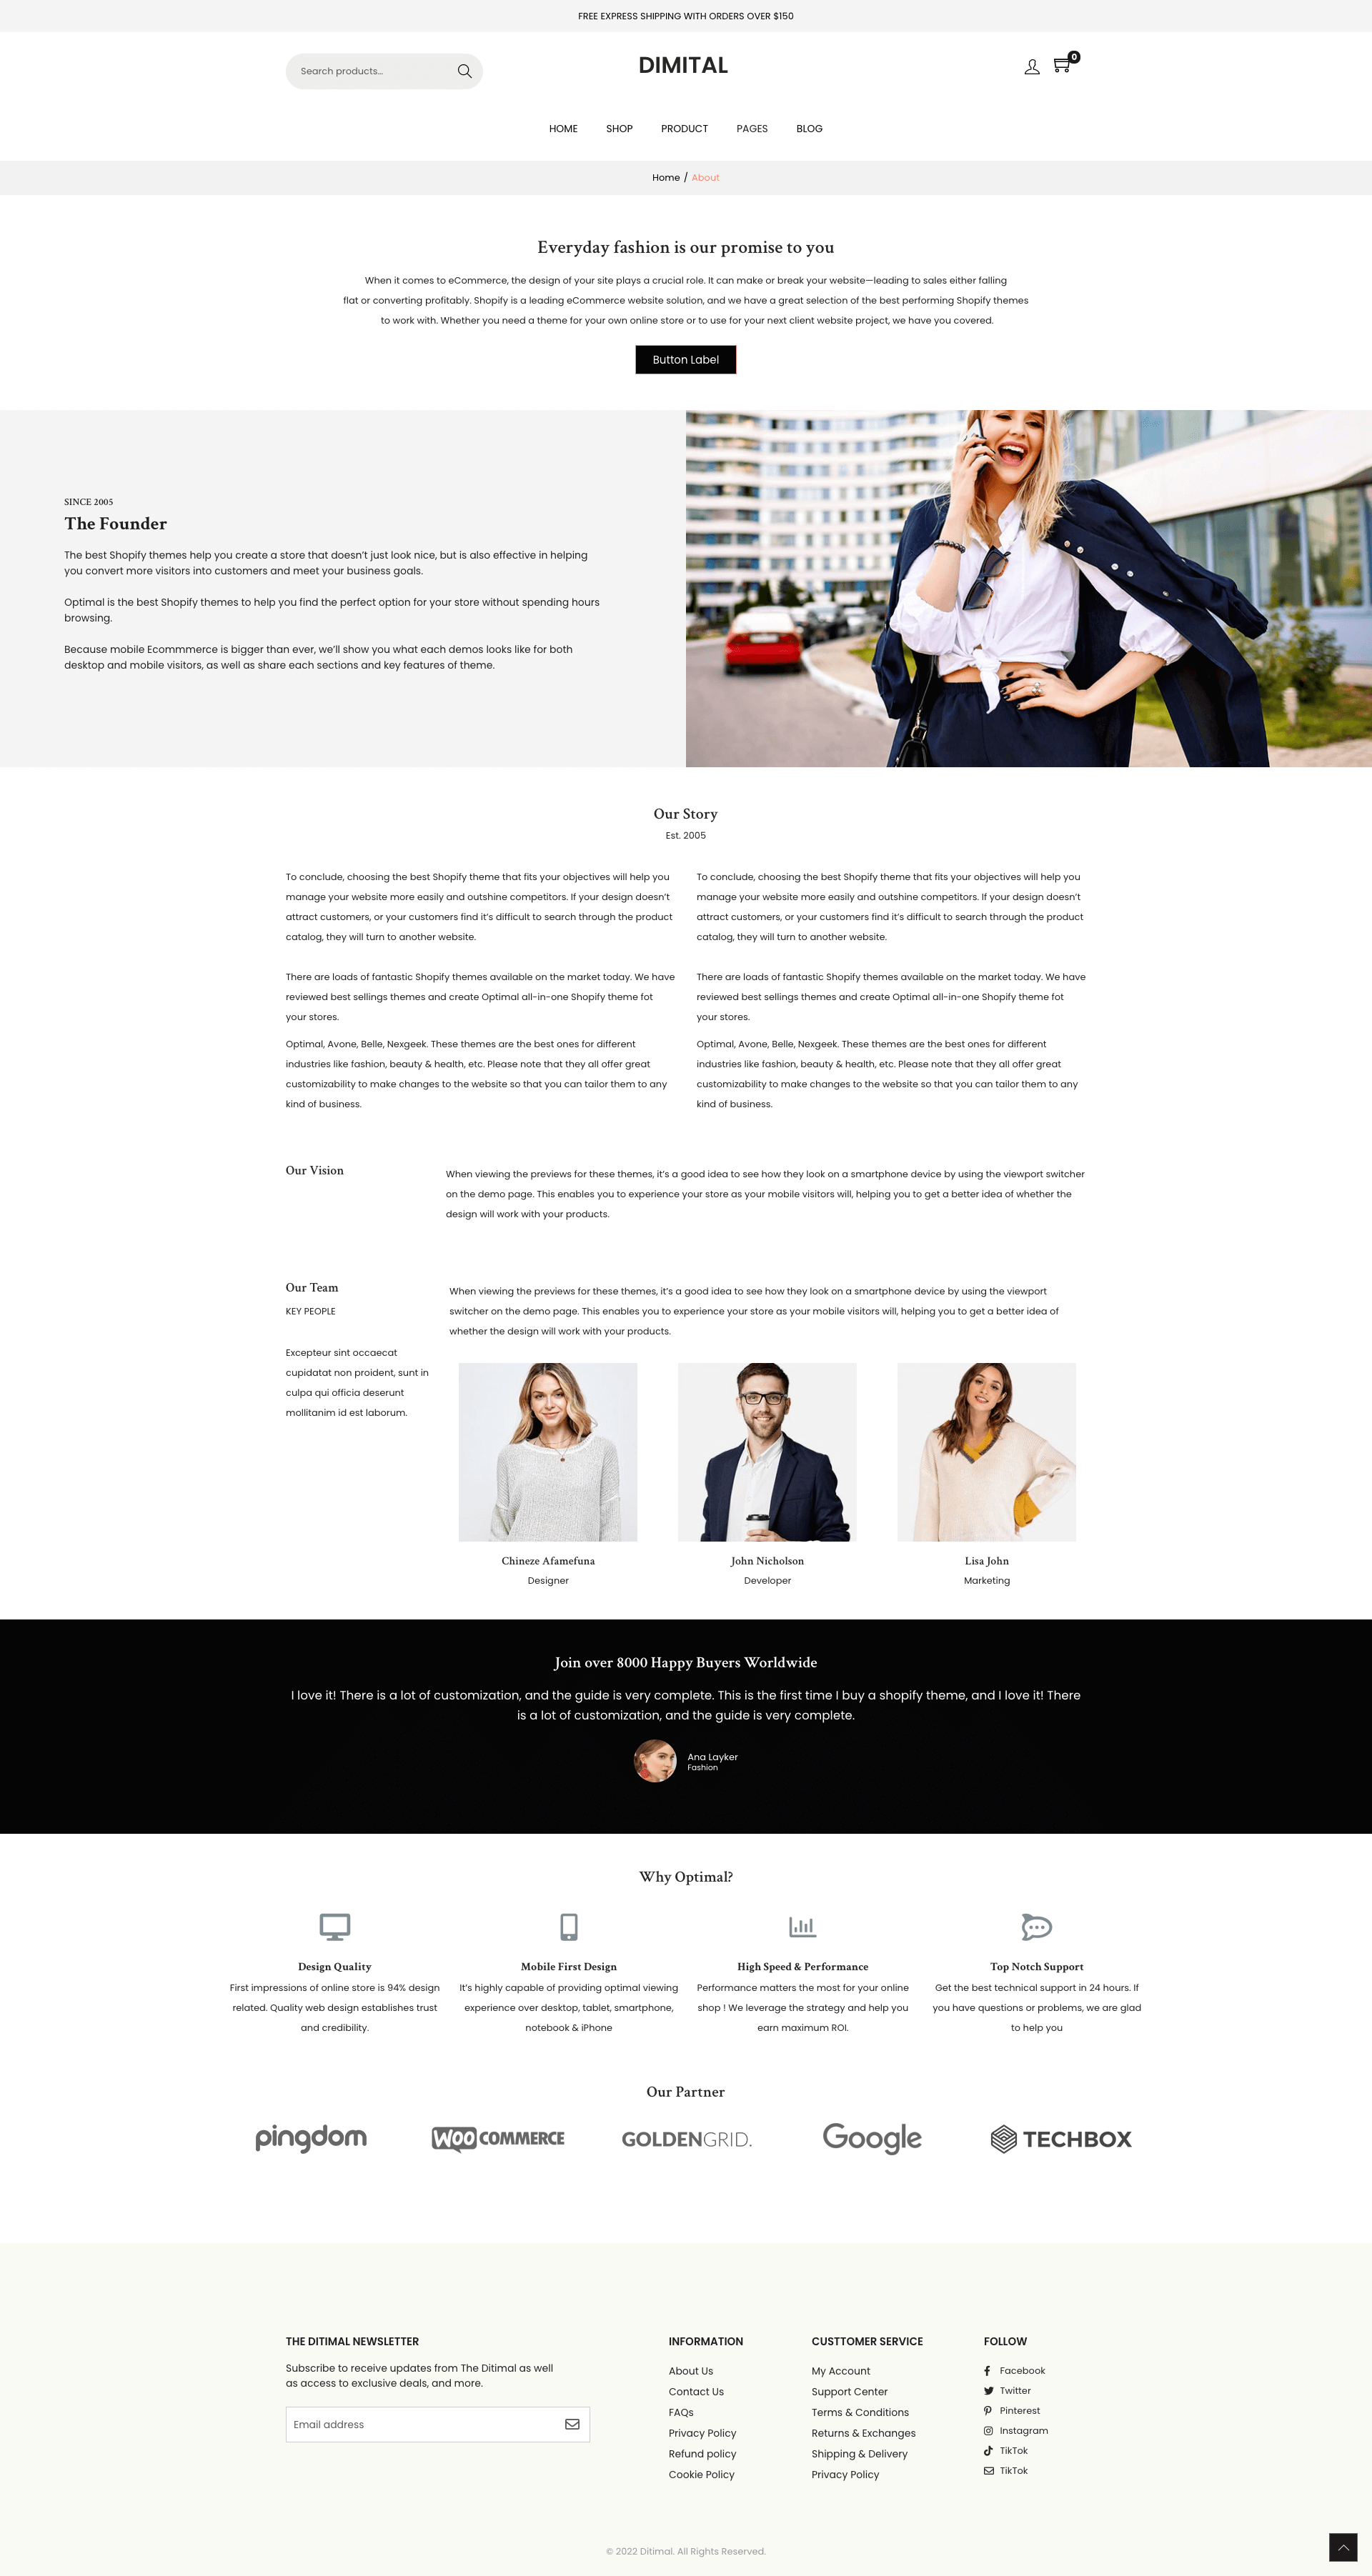 FREE EXPRESS SHIPPING WITH ORDERS OVER $150
Search products...
DIMITAL
0
HOME SHOP PRODUCT PAGES BLOG
Home / About
Everyday fashion is our promise to you
When it comes to eCommerce, the design of your site plays a crucial role. It can make or break your website—leading to sales either falling
flat or converting profitably. Shopify is a leading eCommerce website solution, and we have a great selection of the best performing Shopify themes
to work with. Whether you need a theme for your own online store or to use for your next client website project, we have you covered.
Button Label
SINCE 2005
The Founder
The best Shopify themes help you create a store that doesn’t just look nice, but is also effective in helping
you convert more visitors into customers and meet your business goals.
Optimal is the best Shopify themes to help you find the perfect option for your store without spending hours
browsing.
Because mobile Ecommmerce is bigger than ever, we’ll show you what each demos looks like for both
desktop and mobile visitors, as well as share each sections and key features of theme.
Our Story
Est. 2005
To conclude, choosing the best Shopify theme that fits your objectives will help you
manage your website more easily and outshine competitors. If your design doesn’t
attract customers, or your customers find it’s difficult to search through the product
catalog, they will turn to another website.
There are loads of fantastic Shopify themes available on the market today. We have
reviewed best sellings themes and create Optimal all-in-one Shopify theme fot
your stores.
Optimal, Avone, Belle, Nexgeek. These themes are the best ones for different
industries like fashion, beauty & health, etc. Please note that they all offer great
customizability to make changes to the website so that you can tailor them to any
kind of business.
To conclude, choosing the best Shopify theme that fits your objectives will help you
manage your website more easily and outshine competitors. If your design doesn’t
attract customers, or your customers find it’s difficult to search through the product
catalog, they will turn to another website.
There are loads of fantastic Shopify themes available on the market today. We have
reviewed best sellings themes and create Optimal all-in-one Shopify theme fot
your stores.
Optimal, Avone, Belle, Nexgeek. These themes are the best ones for different
industries like fashion, beauty & health, etc. Please note that they all offer great
customizability to make changes to the website so that you can tailor them to any
kind of business.
Our Vision
When viewing the previews for these themes, it’s a good idea to see how they look on a smartphone device by using the viewport switcher
on the demo page. This enables you to experience your store as your mobile visitors will, helping you to get a better idea of whether the
design will work with your products.
Our Team
KEY PEOPLE
Excepteur sint occaecat
cupidatat non proident, sunt in
culpa qui officia deserunt
mollitanim id est laborum.
When viewing the previews for these themes, it’s a good idea to see how they look on a smartphone device by using the viewport
switcher on the demo page. This enables you to experience your store as your mobile visitors will, helping you to get a better idea of
whether the design will work with your products.
Chineze Afamefuna
Designer
John Nicholson
Developer
Lisa John
Marketing
Join over 8000 Happy Buyers Worldwide
I love it! There is a lot of customization, and the guide is very complete. This is the first time I buy a shopify theme, and I love it! There
is a lot of customization, and the guide is very complete.
Ana Layker
Fashion
Why Optimal?
Design Quality
First impressions of online store is 94% design
related. Quality web design establishes trust
and credibility.
Mobile First Design
It’s highly capable of providing optimal viewing
experience over desktop, tablet, smartphone,
notebook & iPhone
High Speed & Performance
Performance matters the most for your online
shop ! We leverage the strategy and help you
earn maximum ROI.
Top Notch Support
Get the best technical support in 24 hours. If
you have questions or problems, we are glad
to help you
Our Partner
pingdom WOOCOMMERCE GOLDENGRID. Google TECHBOX
THE DITIMAL NEWSLETTER
Subscribe to receive updates from The Ditimal as well
as access to exclusive deals, and more.
Email address
INFORMATION
About Us
Contact Us
FAQs
Privacy Policy
Refund policy
Cookie Policy
CUSTTOMER SERVICE
My Account
Support Center
Terms & Conditions
Returns & Exchanges
Shipping & Delivery
Privacy Policy
FOLLOW
Facebook
Twitter
Pinterest
Instagram
TikTok
TikTok
© 2022 Ditimal. All Rights Reserved.